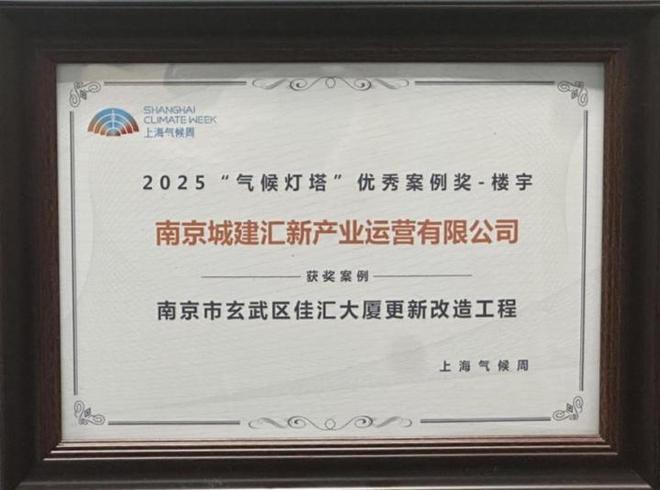 SHANGHAI
CLIMATE WEEK
上海气候周
2025“气候灯塔”优秀案例奖-楼宇
南京城建汇新产业运营有限公司
获奖案例
南京市玄武区佳汇大厦更新改造工程
上海气候周